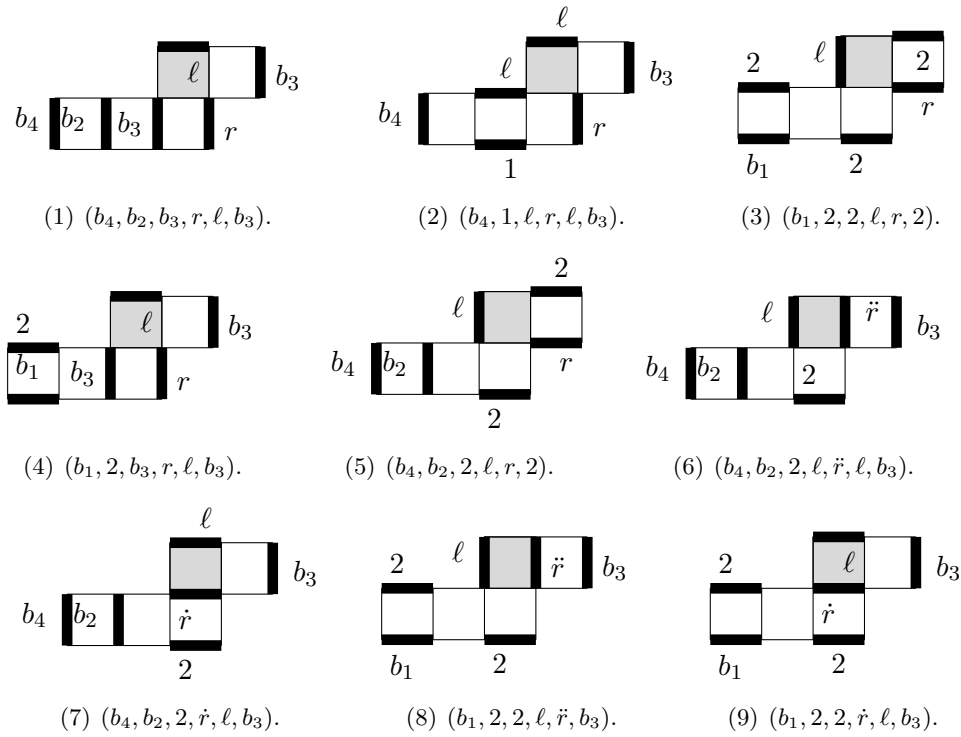 ℓ
b₄ b₂ b₃ r b₃
ℓ
ℓ b₃
b₄ r
1
ℓ 2
2 r
b₁ 2
(1) (b₄, b₂, b₃, r, ℓ, b₃). (2) (b₄, 1, ℓ, r, ℓ, b₃). (3) (b₁, 2, 2, ℓ, r, 2).
2 ℓ b₃
b₁ b₃ r
2
ℓ r
b₄ b₂
2
ℓ r̈ b₃
b₄ b₂ 2
(4) (b₁, 2, b₃, r, ℓ, b₃). (5) (b₄, b₂, 2, ℓ, r, 2). (6) (b₄, b₂, 2, ℓ, r̈, ℓ, b₃).
ℓ
b₃
b₄ b₂ ṙ
2
ℓ r̈ b₃
2
b₁ 2
ℓ b₃
2 ṙ
b₁ 2
(7) (b₄, b₂, 2, ṙ, ℓ, b₃). (8) (b₁, 2, 2, ℓ, r̈, b₃). (9) (b₁, 2, 2, ṙ, ℓ, b₃).